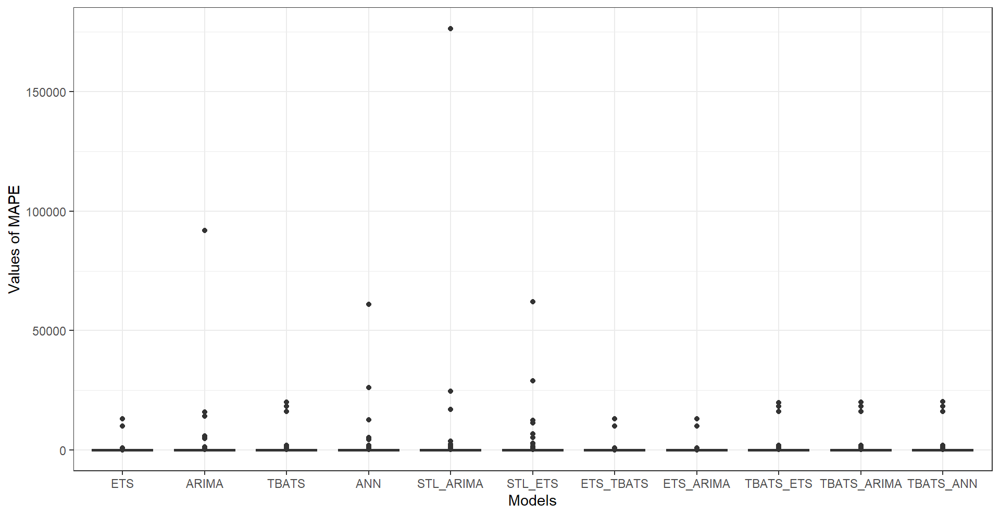 Values of MAPE
150000
100000
50000
0
ETS ARIMA TBATS ANN STL_ARIMA STL_ETS ETS_TBATS ETS_ARIMA TBATS_ETS TBATS_ARIMA TBATS_ANN
Models